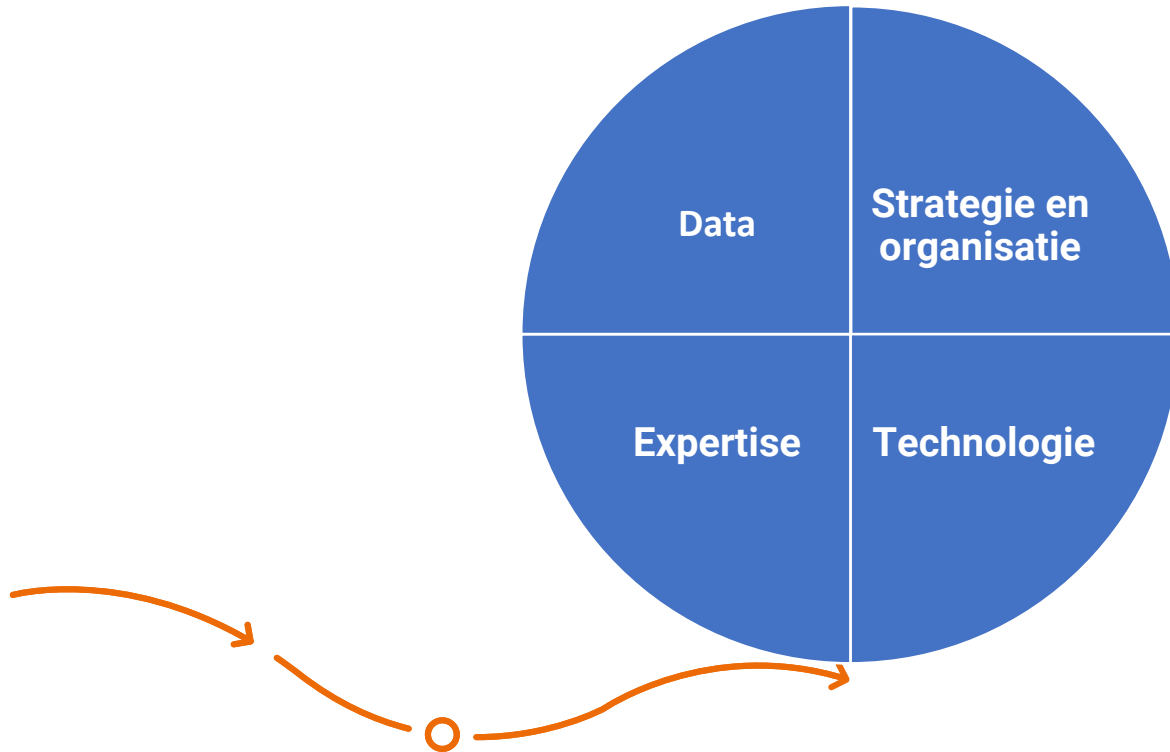 Data
Strategie en
organisatie
Expertise
Technologie